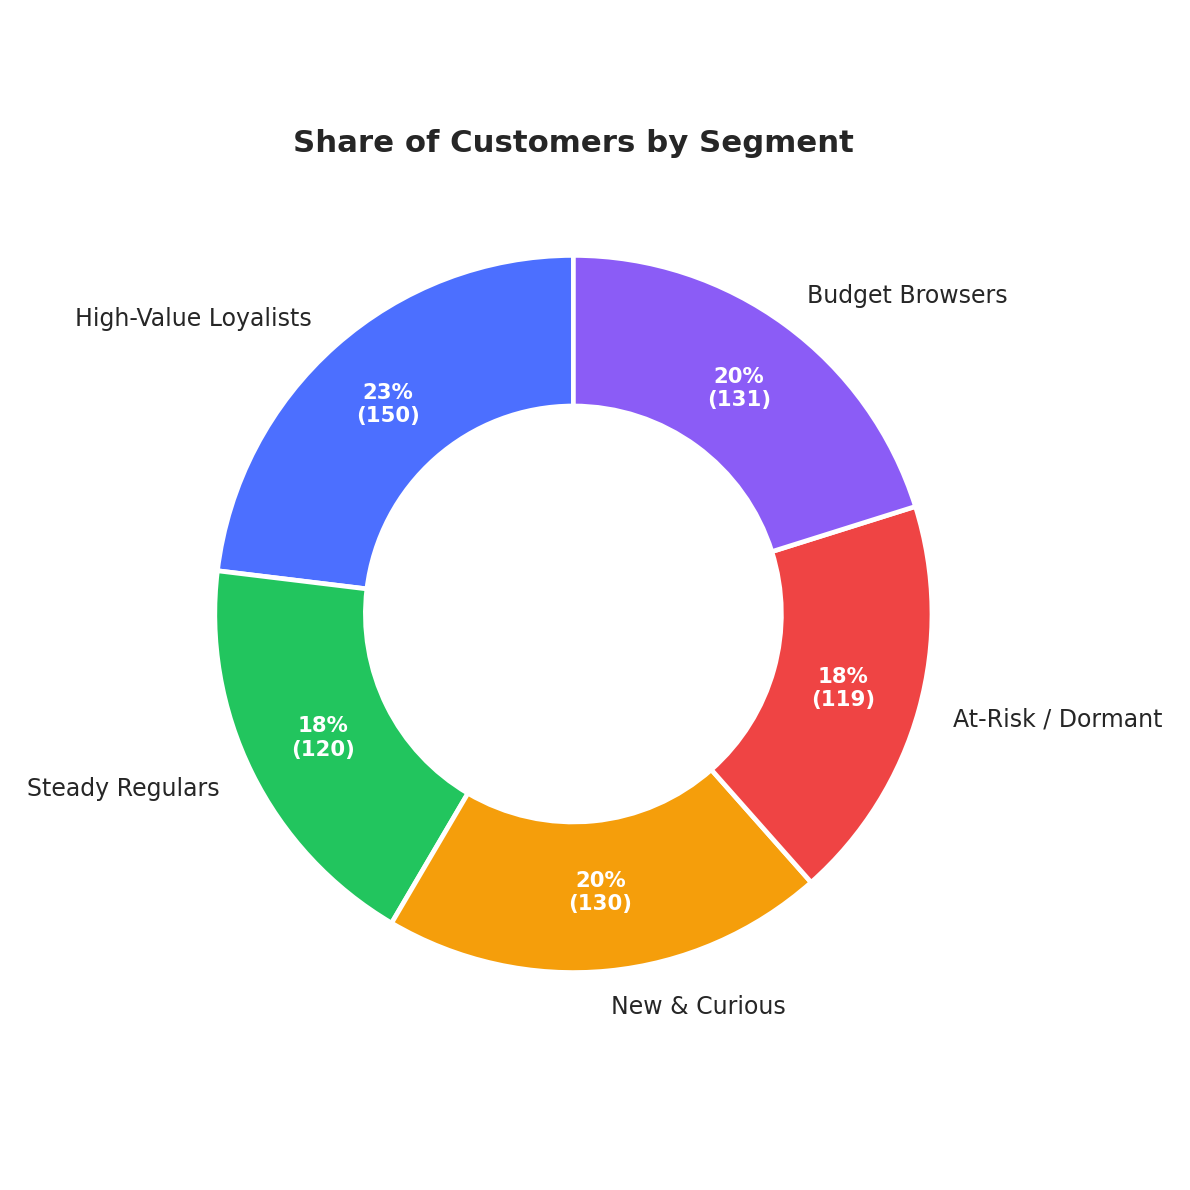 Share of Customers by Segment
Budget Browsers
High-Value Loyalists
20%
(131)
23%
(150)
18%
(119)
At-Risk / Dormant
18%
(120)
Steady Regulars
20%
(130)
New & Curious